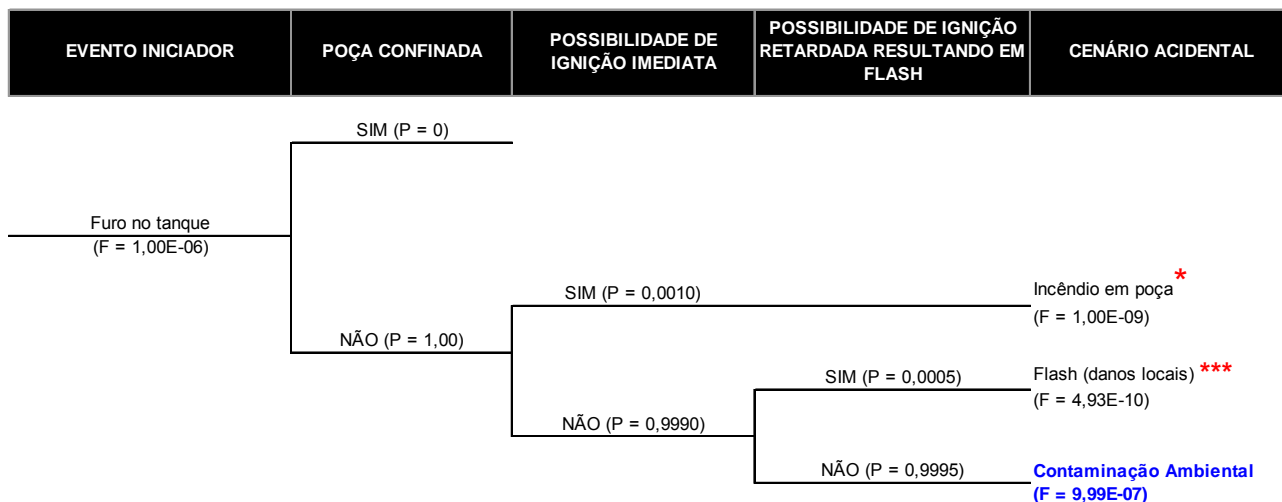 EVENTO INICIADOR
POÇA CONFINADA
POSSIBILIDADE DE
IGNIÇÃO IMEDIATA
POSSIBILIDADE DE IGNIÇÃO
RETARDADA RESULTANDO EM
FLASH
CENÁRIO ACIDENTAL
SIM (P = 0)
Furo no tanque
(F = 1,00E-06)
SIM (P = 0,0010)
Incêndio em poça *
(F = 1,00E-09)
NÃO (P = 1,00)
SIM (P = 0,0005)
Flash (danos locais) ***
(F = 4,93E-10)
NÃO (P = 0,9990)
NÃO (P = 0,9995)
Contaminação Ambiental
(F = 9,99E-07)